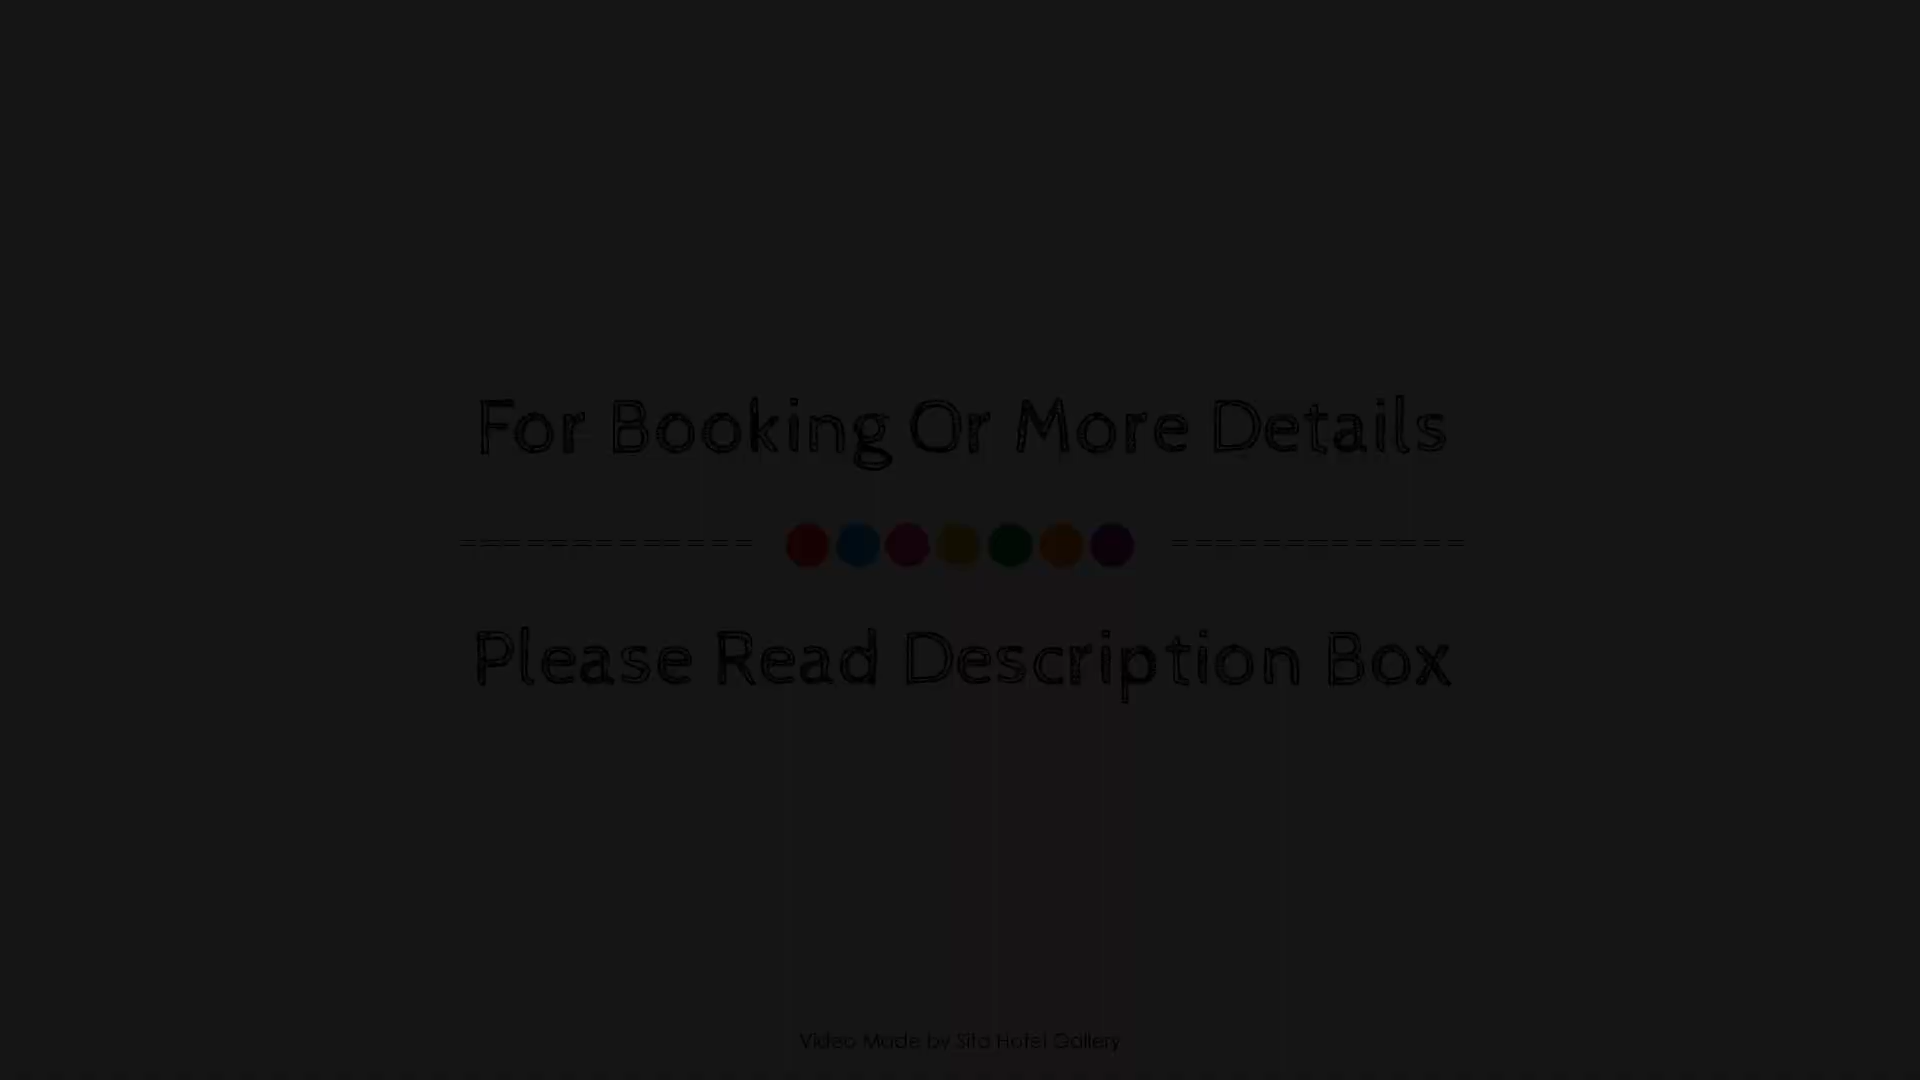 For Booking Or More Details
============= =============
Please Read Description Box
Video Made by Sita Hotel Gallery